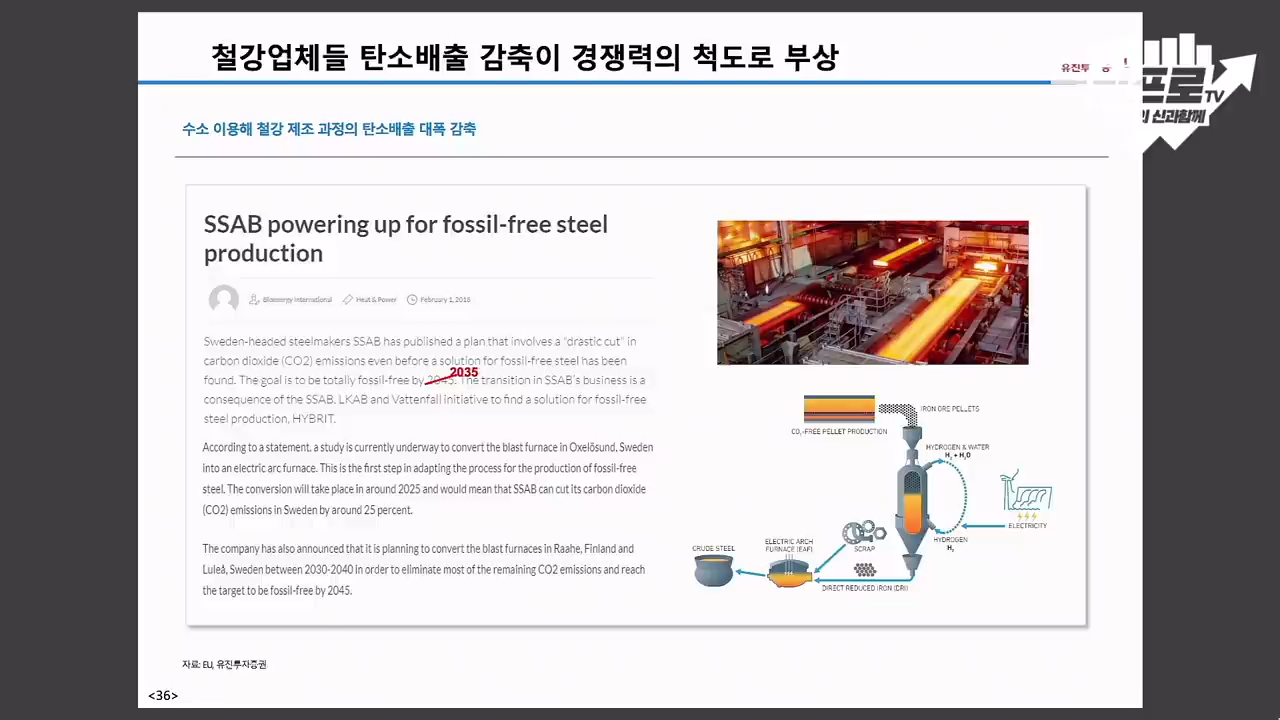 철강업체들 탄소배출 감축이 경쟁력의 척도로 부상
유진투
프로TV
신과함께
수소 이용해 철강 제조 과정의 탄소배출 대폭 감축
SSAB powering up for fossil-free steel
production
Bioenergy International Heat & Power February 1, 2018
Sweden-headed steelmakers SSAB has published a plan that involves a "drastic cut" in
carbon dioxide (CO2) emissions even before a solution for fossil-free steel has been
2035
found. The goal is to be totally fossil-free by 2045. The transition in SSAB's business is a
consequence of the SSAB, LKAB and Vattenfall initiative to find a solution for fossil-free
steel production, HYBRIT.
According to a statement, a study is currently underway to convert the blast furnace in Oxelösund, Sweden
into an electric arc furnace. This is the first step in adapting the process for the production of fossil-free
steel. The conversion will take place in around 2025 and would mean that SSAB can cut its carbon dioxide
(CO2) emissions in Sweden by around 25 percent.
The company has also announced that it is planning to convert the blast furnaces in Raahe, Finland and
Luleå, Sweden between 2030-2040 in order to eliminate most of the remaining CO2 emissions and reach
the target to be fossil-free by 2045.
IRON ORE PELLETS
CO₂-FREE PELLET PRODUCTION
HYDROGEN & WATER
H₂ + H₂O
ELECTRICITY
HYDROGEN
H₂
SCRAP
ELECTRIC ARCH
FURNACE (EAF)
CRUDE STEEL
DIRECT REDUCED IRON (DRI)
자료: EU, 유진투자증권
<36>